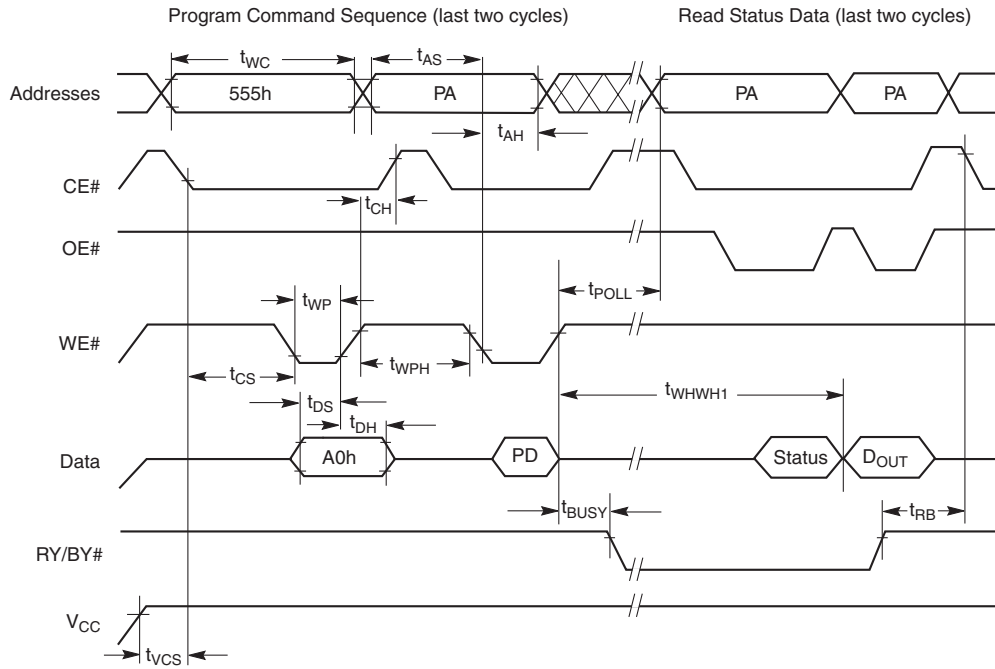 Program Command Sequence (last two cycles) Read Status Data (last two cycles)
tWC tAS
Addresses 555h PA PA PA
tAH
CE#
tCH
OE#
tPOLL
tWP
WE#
tWPH
tCS
tWHWH1
tDS
tDH
Data A0h PD Status DOUT
tBUSY tRB
RY/BY#
VCC
tVCS